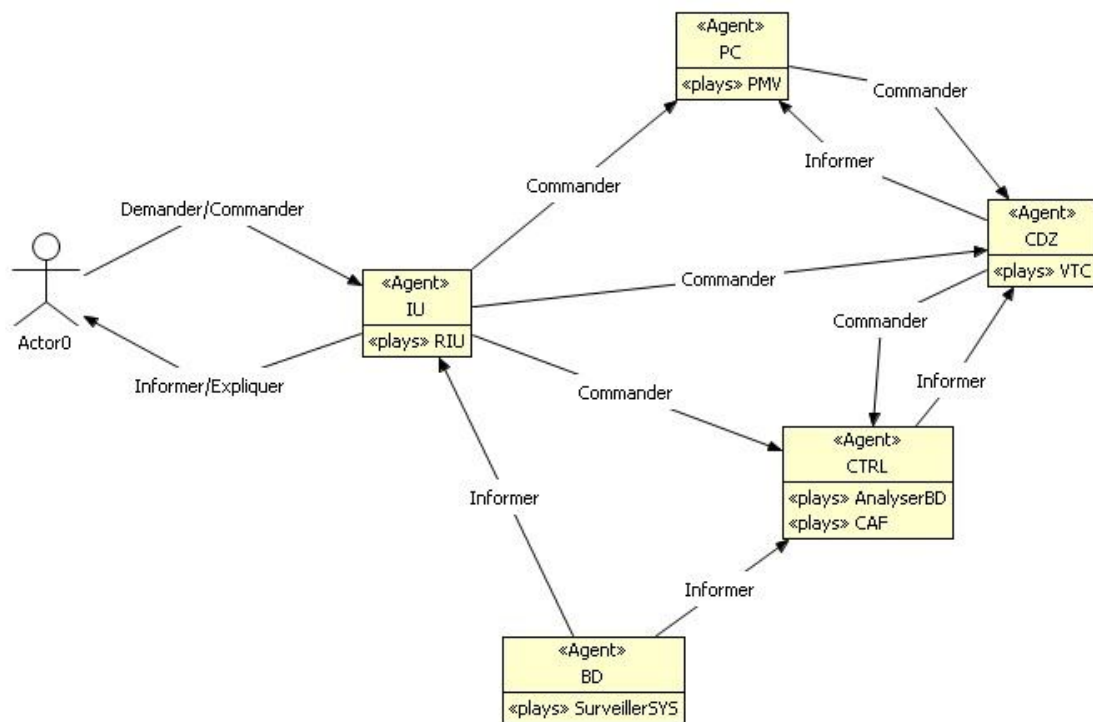 «Agent»
PC
«plays» PMV
Commander
Informer
Commander
Demander/Commander
«Agent»
CDZ
«plays» VTC
«Agent»
IU
«plays» RIU
Commander
Commander
Actor0
Informer/Expliquer
Commander
Informer
«Agent»
CTRL
«plays» AnalyserBD
«plays» CAF
Informer
Informer
«Agent»
BD
«plays» SurveillerSYS